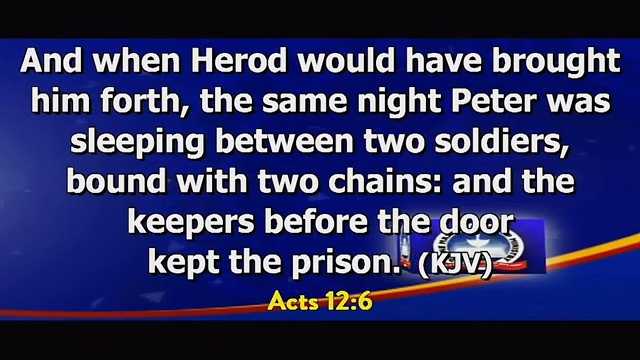 And when Herod would have brought
him forth, the same night Peter was
sleeping between two soldiers,
bound with two chains: and the
keepers before the door
kept the prison. (KJV)
Acts 12:6